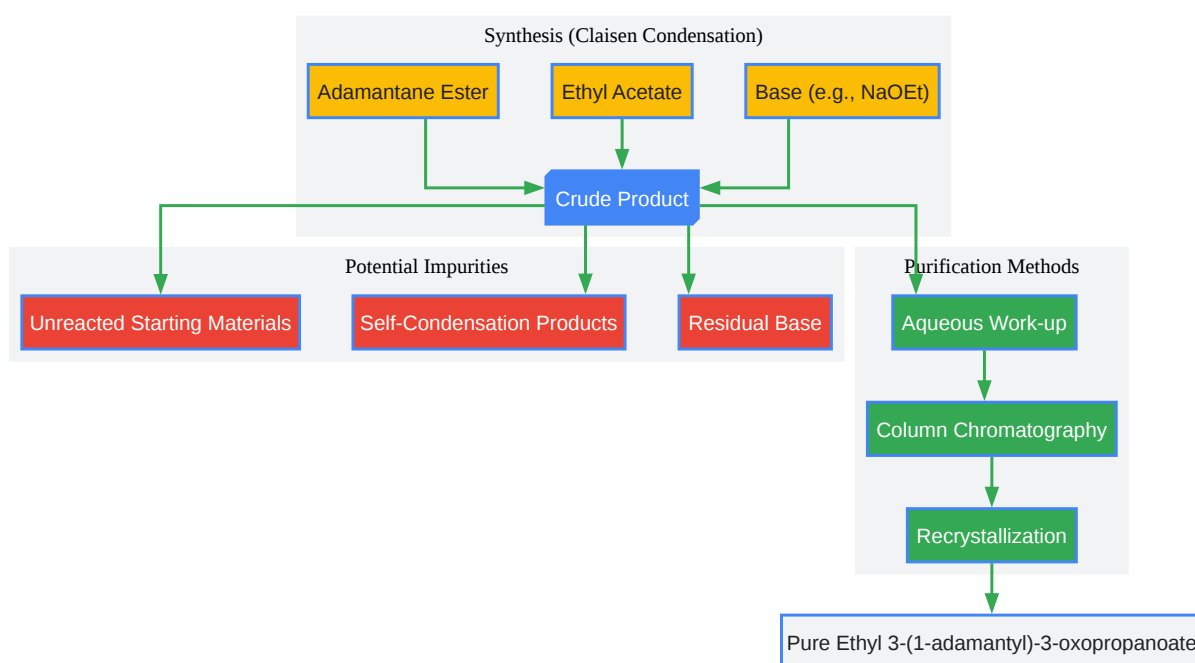 Synthesis (Claisen Condensation)
Adamantane Ester
Ethyl Acetate
Base (e.g., NaOEt)
Crude Product
Potential Impurities
Purification Methods
Unreacted Starting Materials
Self-Condensation Products
Residual Base
Aqueous Work-up
Column Chromatography
Recrystallization
Pure Ethyl 3-(1-adamantyl)-3-oxopropanoate